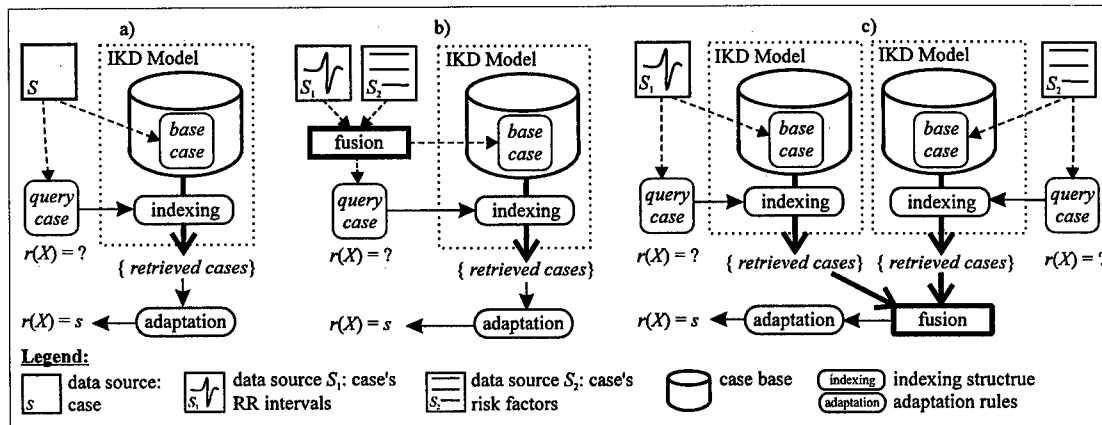 a)
S
IKD Model
base
case
query
case
indexing
r(X) = ?
{ retrieved cases}
r(X) = s
adaptation
b)
S₁
S₂
IKD Model
fusion
base
case
query
case
indexing
r(X) = ?
{ retrieved cases}
r(X) = s
adaptation
c)
S₁
IKD Model
IKD Model
S₂
base
case
base
case
query
case
indexing
indexing
query
case
r(X) = ?
{ retrieved cases}
{ retrieved cases}
r(X) = ?
r(X) = s
adaptation
fusion
Legend:
s
data source:
case
S₁
data source S₁: case's
RR intervals
S₂
data source S₂: case's
risk factors
case base
indexing
indexing structrue
adaptation
adaptation rules